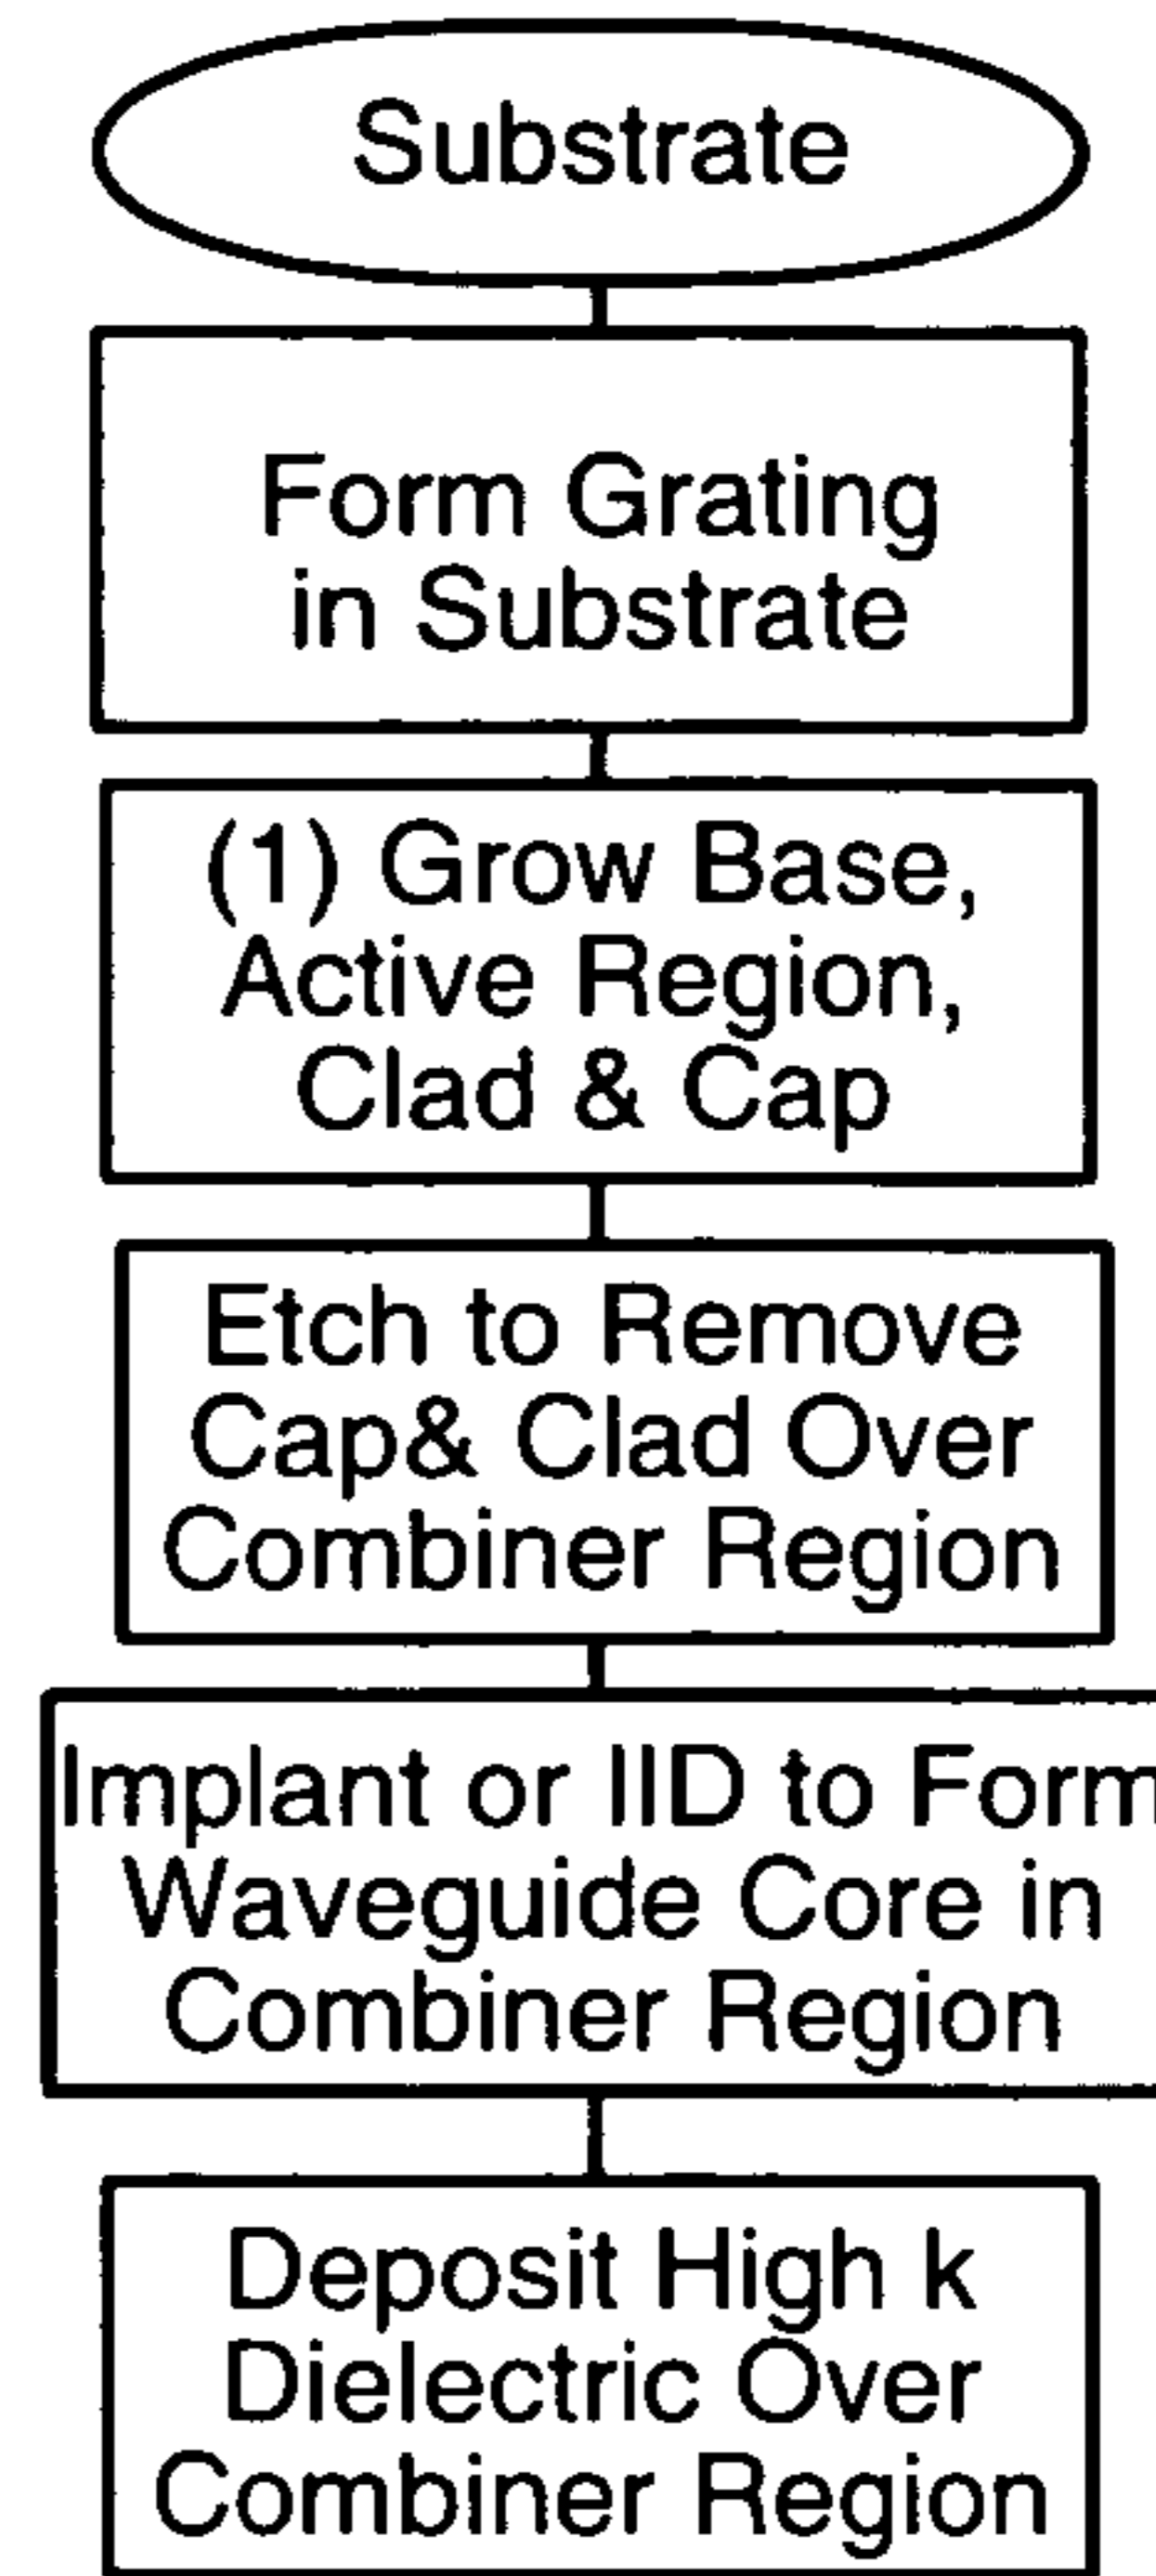 Substrate
Form Grating
in Substrate
(1) Grow Base,
Active Region,
Clad & Cap
Etch to Remove
Cap& Clad Over
Combiner Region
Implant or IID to Form
Waveguide Core in
Combiner Region
Deposit High k
Dielectric Over
Combiner Region